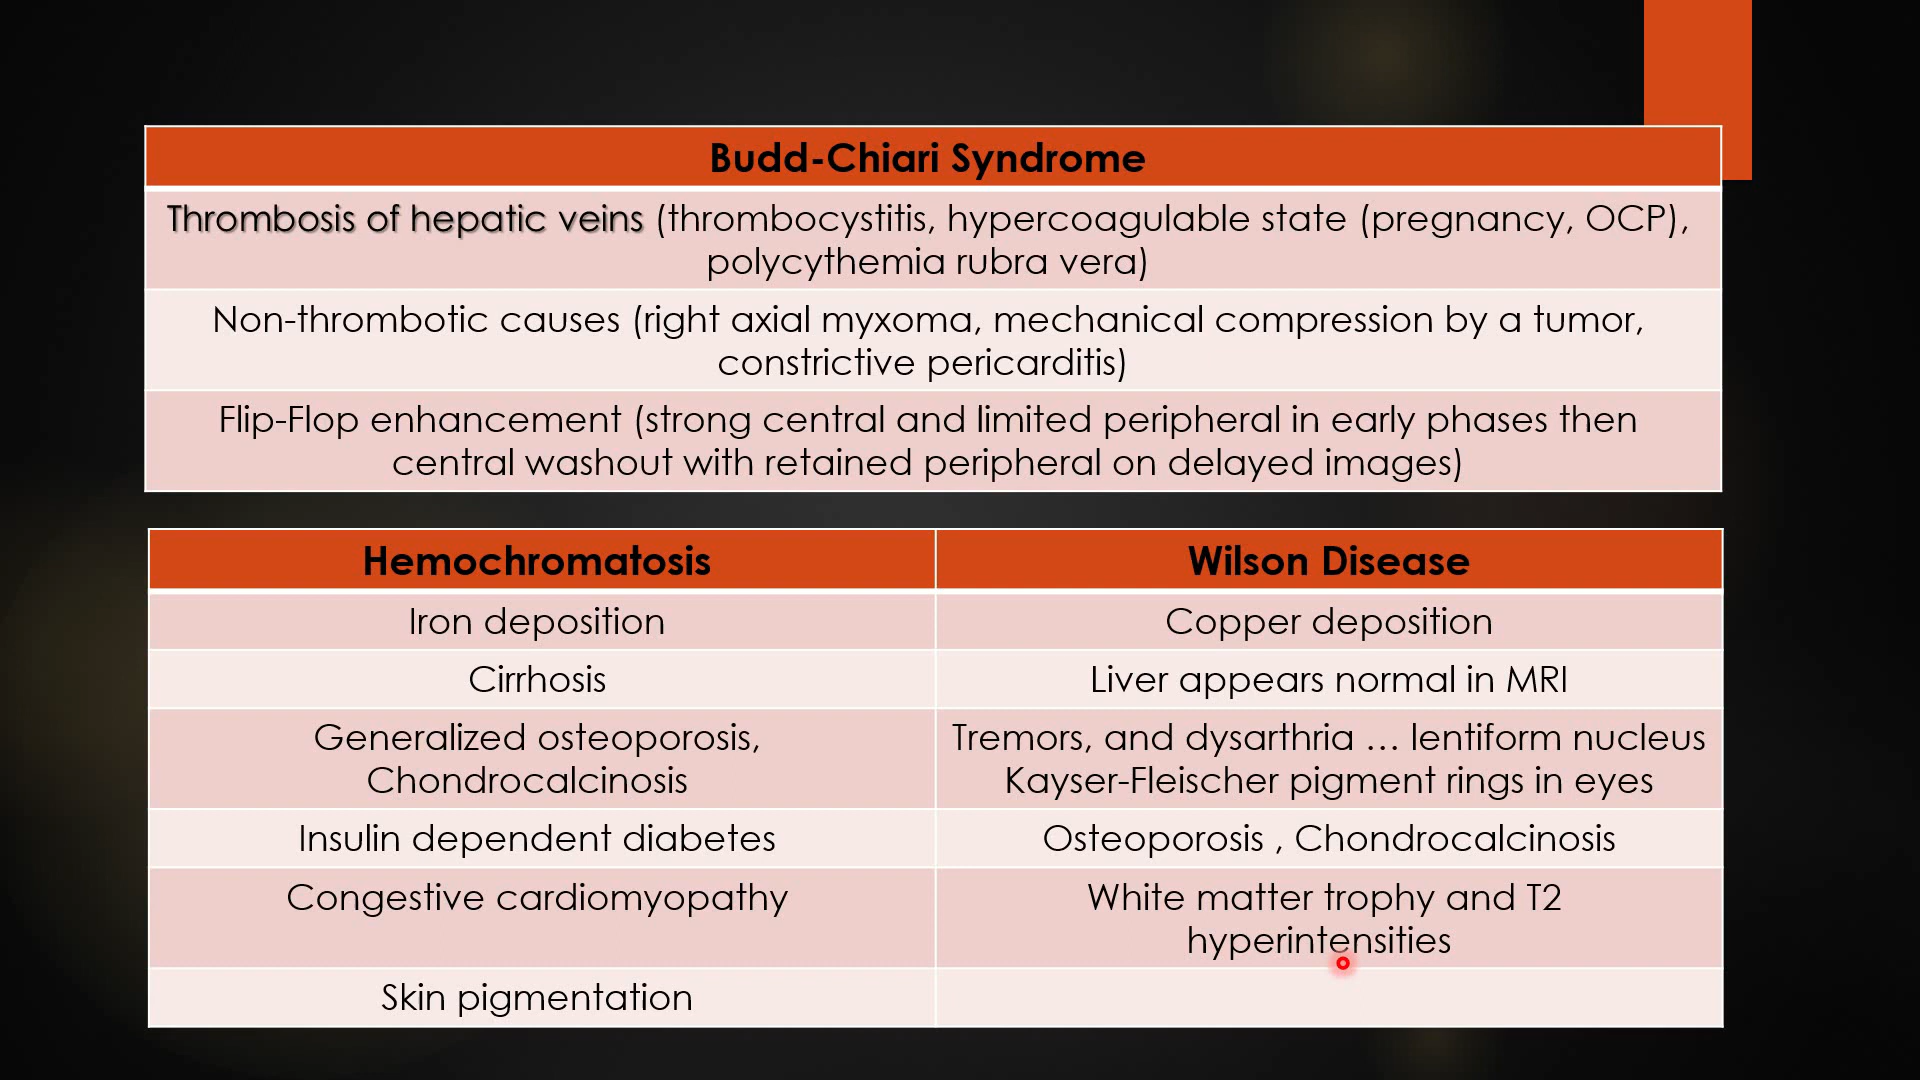 Budd-Chiari Syndrome
Thrombosis of hepatic veins (thrombocystitis, hypercoagulable state (pregnancy, OCP),
polycythemia rubra vera)
Non-thrombotic causes (right axial myxoma, mechanical compression by a tumor,
constrictive pericarditis)
Flip-Flop enhancement (strong central and limited peripheral in early phases then
central washout with retained peripheral on delayed images)
Hemochromatosis
Wilson Disease
Iron deposition
Copper deposition
Cirrhosis
Liver appears normal in MRI
Generalized osteoporosis,
Chondrocalcinosis
Tremors, and dysarthria … lentiform nucleus
Kayser-Fleischer pigment rings in eyes
Insulin dependent diabetes
Osteoporosis , Chondrocalcinosis
Congestive cardiomyopathy
White matter trophy and T2
hyperintensities
Skin pigmentation